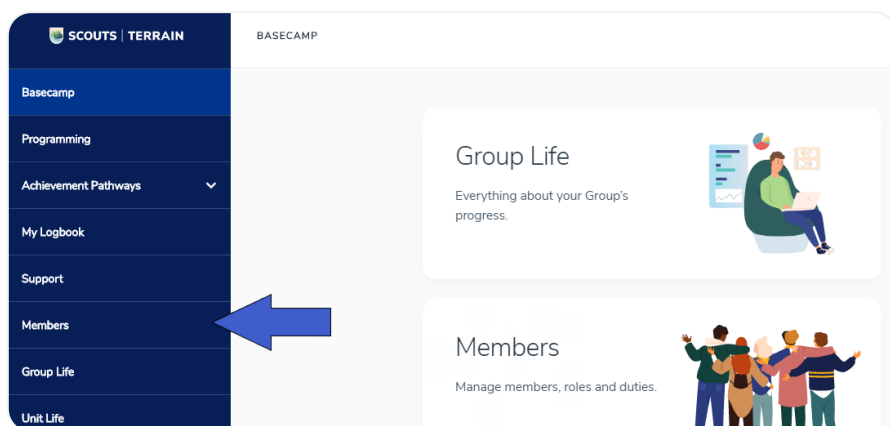 SCOUTS | TERRAIN
BASECAMP
Basecamp
Programming
Achievement Pathways
My Logbook
Support
Members
Group Life
Unit Life
Group Life
Everything about your Group's
progress.
Members
Manage members, roles and duties.